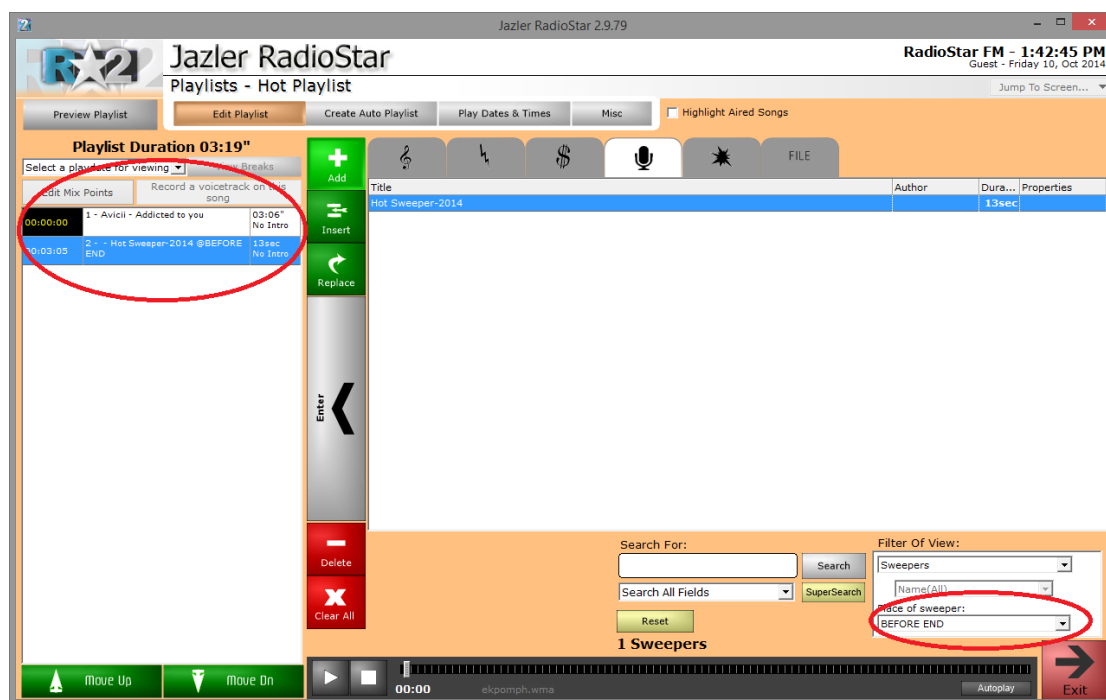 Jazler RadioStar 2.9.79
R 2
Jazler RadioStar
RadioStar FM - 1:42:45 PM
Guest - Friday 10, Oct 2014
Playlists - Hot Playlist
Jump To Screen...
Preview Playlist
Edit Playlist
Create Auto Playlist
Play Dates & Times
Misc
Highlight Aired Songs
Playlist Duration 03:19"
Select a playdate for viewing
Breaks
Edit Mix Points
Record a voicetrack on this song
00:00:00
1 - Avicii - Addicted to you
03:06"
No Intro
00:03:05
2 - - Hot Sweeper-2014 @BEFORE END
13sec
No Intro
Add
Insert
Replace
Enter
Delete
Clear All
FILE
Title
Author
Dura...
Properties
Hot Sweeper-2014
13sec
Search For:
Search
Search All Fields
SuperSearch
Reset
1 Sweepers
Filter Of View:
Sweepers
Name(All)
Place of sweeper:
BEFORE END
Move Up
Move Dn
00:00
ekpomph.wma
Autoplay
Exit